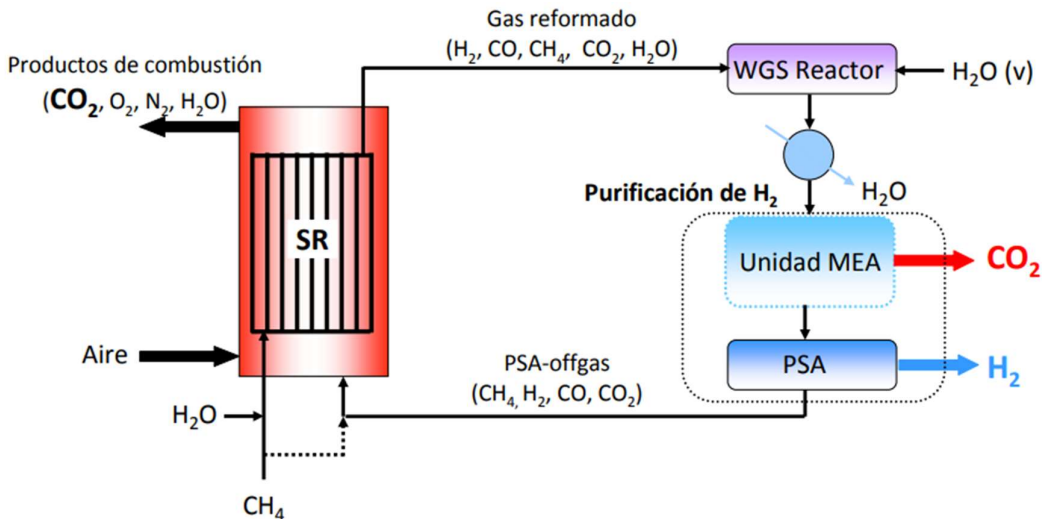 Gas reformado
(H₂, CO, CH₄, CO₂, H₂O)
Productos de combustión
(CO₂, O₂, N₂, H₂O)
WGS Reactor
H₂O (v)
H₂O
Purificación de H₂
SR
Unidad MEA
CO₂
Aire
PSA-offgas
(CH₄, H₂, CO, CO₂)
PSA
H₂
H₂O
CH₄